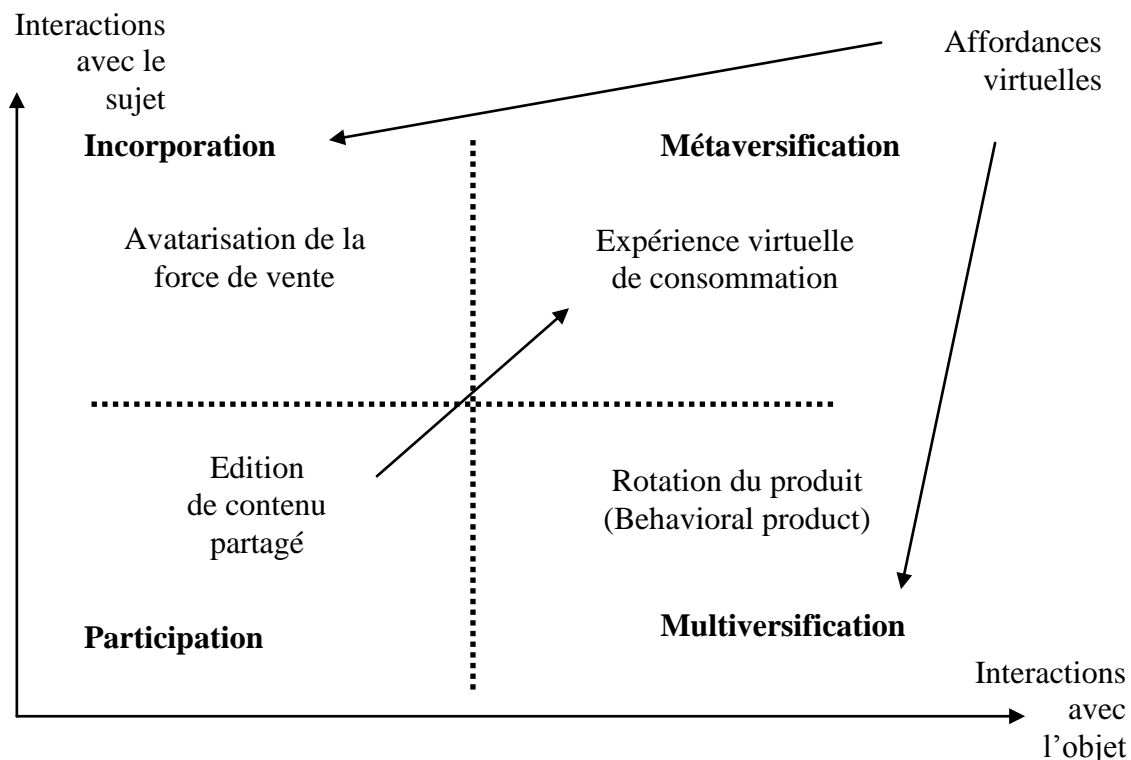 Interactions
avec le
sujet
Affordances
virtuelles
Incorporation
Métaversification
Avatarisation de la
force de vente
Expérience virtuelle
de consommation
Edition
de contenu
partagé
Rotation du produit
(Behavioral product)
Participation
Multiversification
Interactions
avec
l’objet